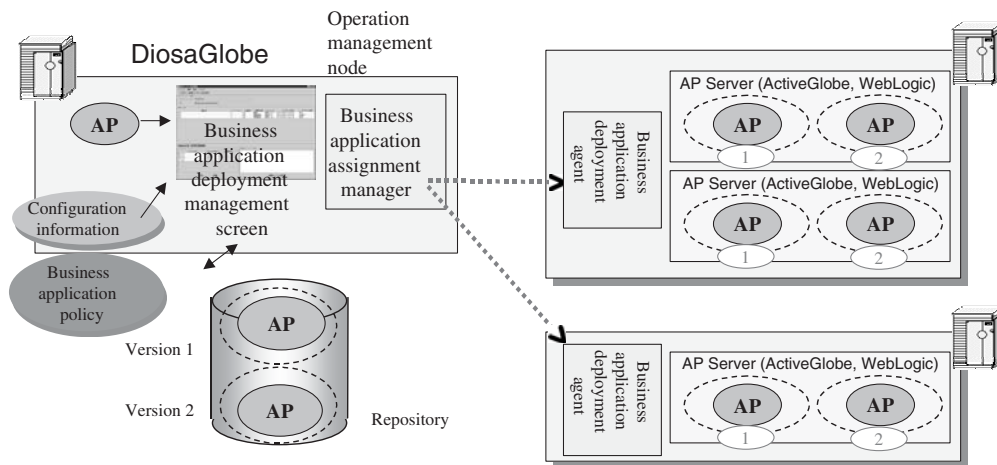 Operation
management
node
DiosaGlobe
AP
Business
application
deployment
management
screen
Business
application
assignment
manager
Configuration
information
Business
application
policy
AP
Version 1
AP
Version 2
Repository
Business
application
deployment
agent
AP Server (ActiveGlobe, WebLogic)
AP
AP
1
2
AP Server (ActiveGlobe, WebLogic)
AP
AP
1
2
Business
application
deployment
agent
AP Server (ActiveGlobe, WebLogic)
AP
AP
1
2